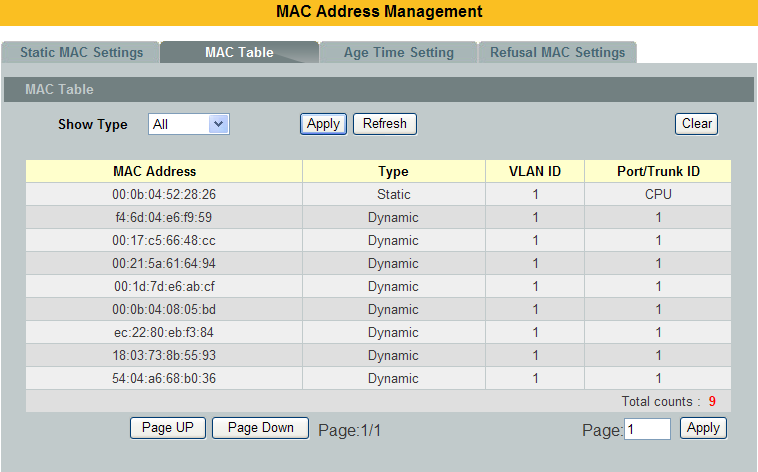 MAC Address Management
Static MAC Settings MAC Table Age Time Setting Refusal MAC Settings
MAC Table
Show Type All Apply Refresh Clear
MAC Address Type VLAN ID Port/Trunk ID
00:0b:04:52:28:26 Static 1 CPU
f4:6d:04:e6:f9:59 Dynamic 1 1
00:17:c5:66:48:cc Dynamic 1 1
00:21:5a:61:64:94 Dynamic 1 1
00:1d:7d:e6:ab:cf Dynamic 1 1
00:0b:04:08:05:bd Dynamic 1 1
ec:22:80:eb:f3:84 Dynamic 1 1
18:03:73:8b:55:93 Dynamic 1 1
54:04:a6:68:b0:36 Dynamic 1 1
Total counts : 9
Page UP Page Down Page:1/1 Page:1 Apply